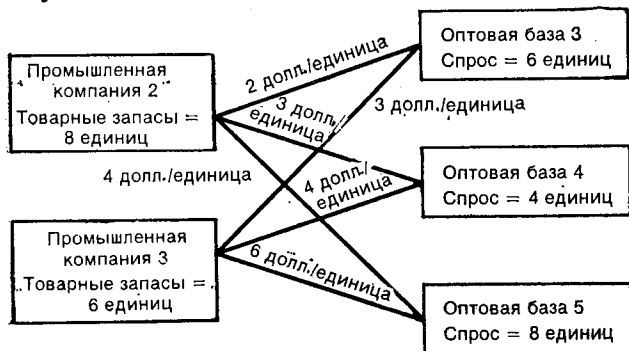 Промышленная
компания 2
Товарные запасы =
8 единиц
2 долл./единица
3 долл./
единица
3 долл./единица
Оптовая база 3
Спрос = 6 единиц
4 долл./единица
4 долл./
единица
Оптовая база 4
Спрос = 4 единиц
Промышленная
компания 3
Товарные запасы =
6 единиц
6 долл./единица
Оптовая база 5
Спрос = 8 единиц